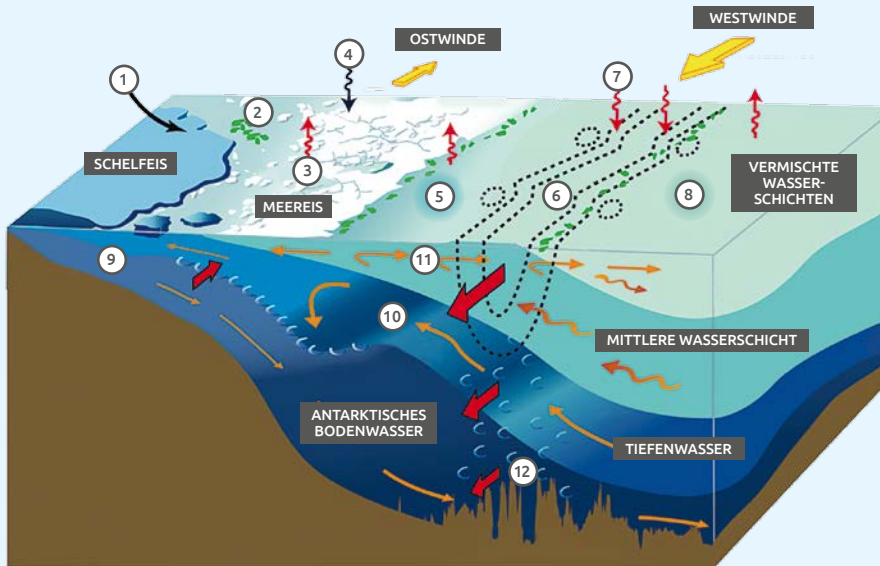 WESTWINDE
OSTWINDE
4
7
1
2
SCHELFEIS
3
MEEREIS
5
6
8
VERMISCHTE
WASSER-
SCHICHTEN
9
11
10
MITTLERE WASSERSCHICHT
ANTARKTISCHES
BODENWASSER
TIEFENWASSER
12